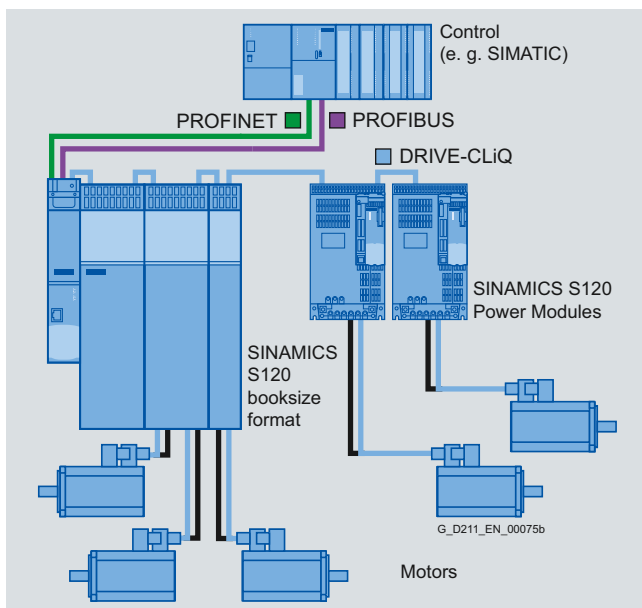 Control
(e. g. SIMATIC)
PROFINET
PROFIBUS
DRIVE-CLiQ
SINAMICS S120
Power Modules
SINAMICS
S120
booksize
format
G_D211_EN_00075b
Motors